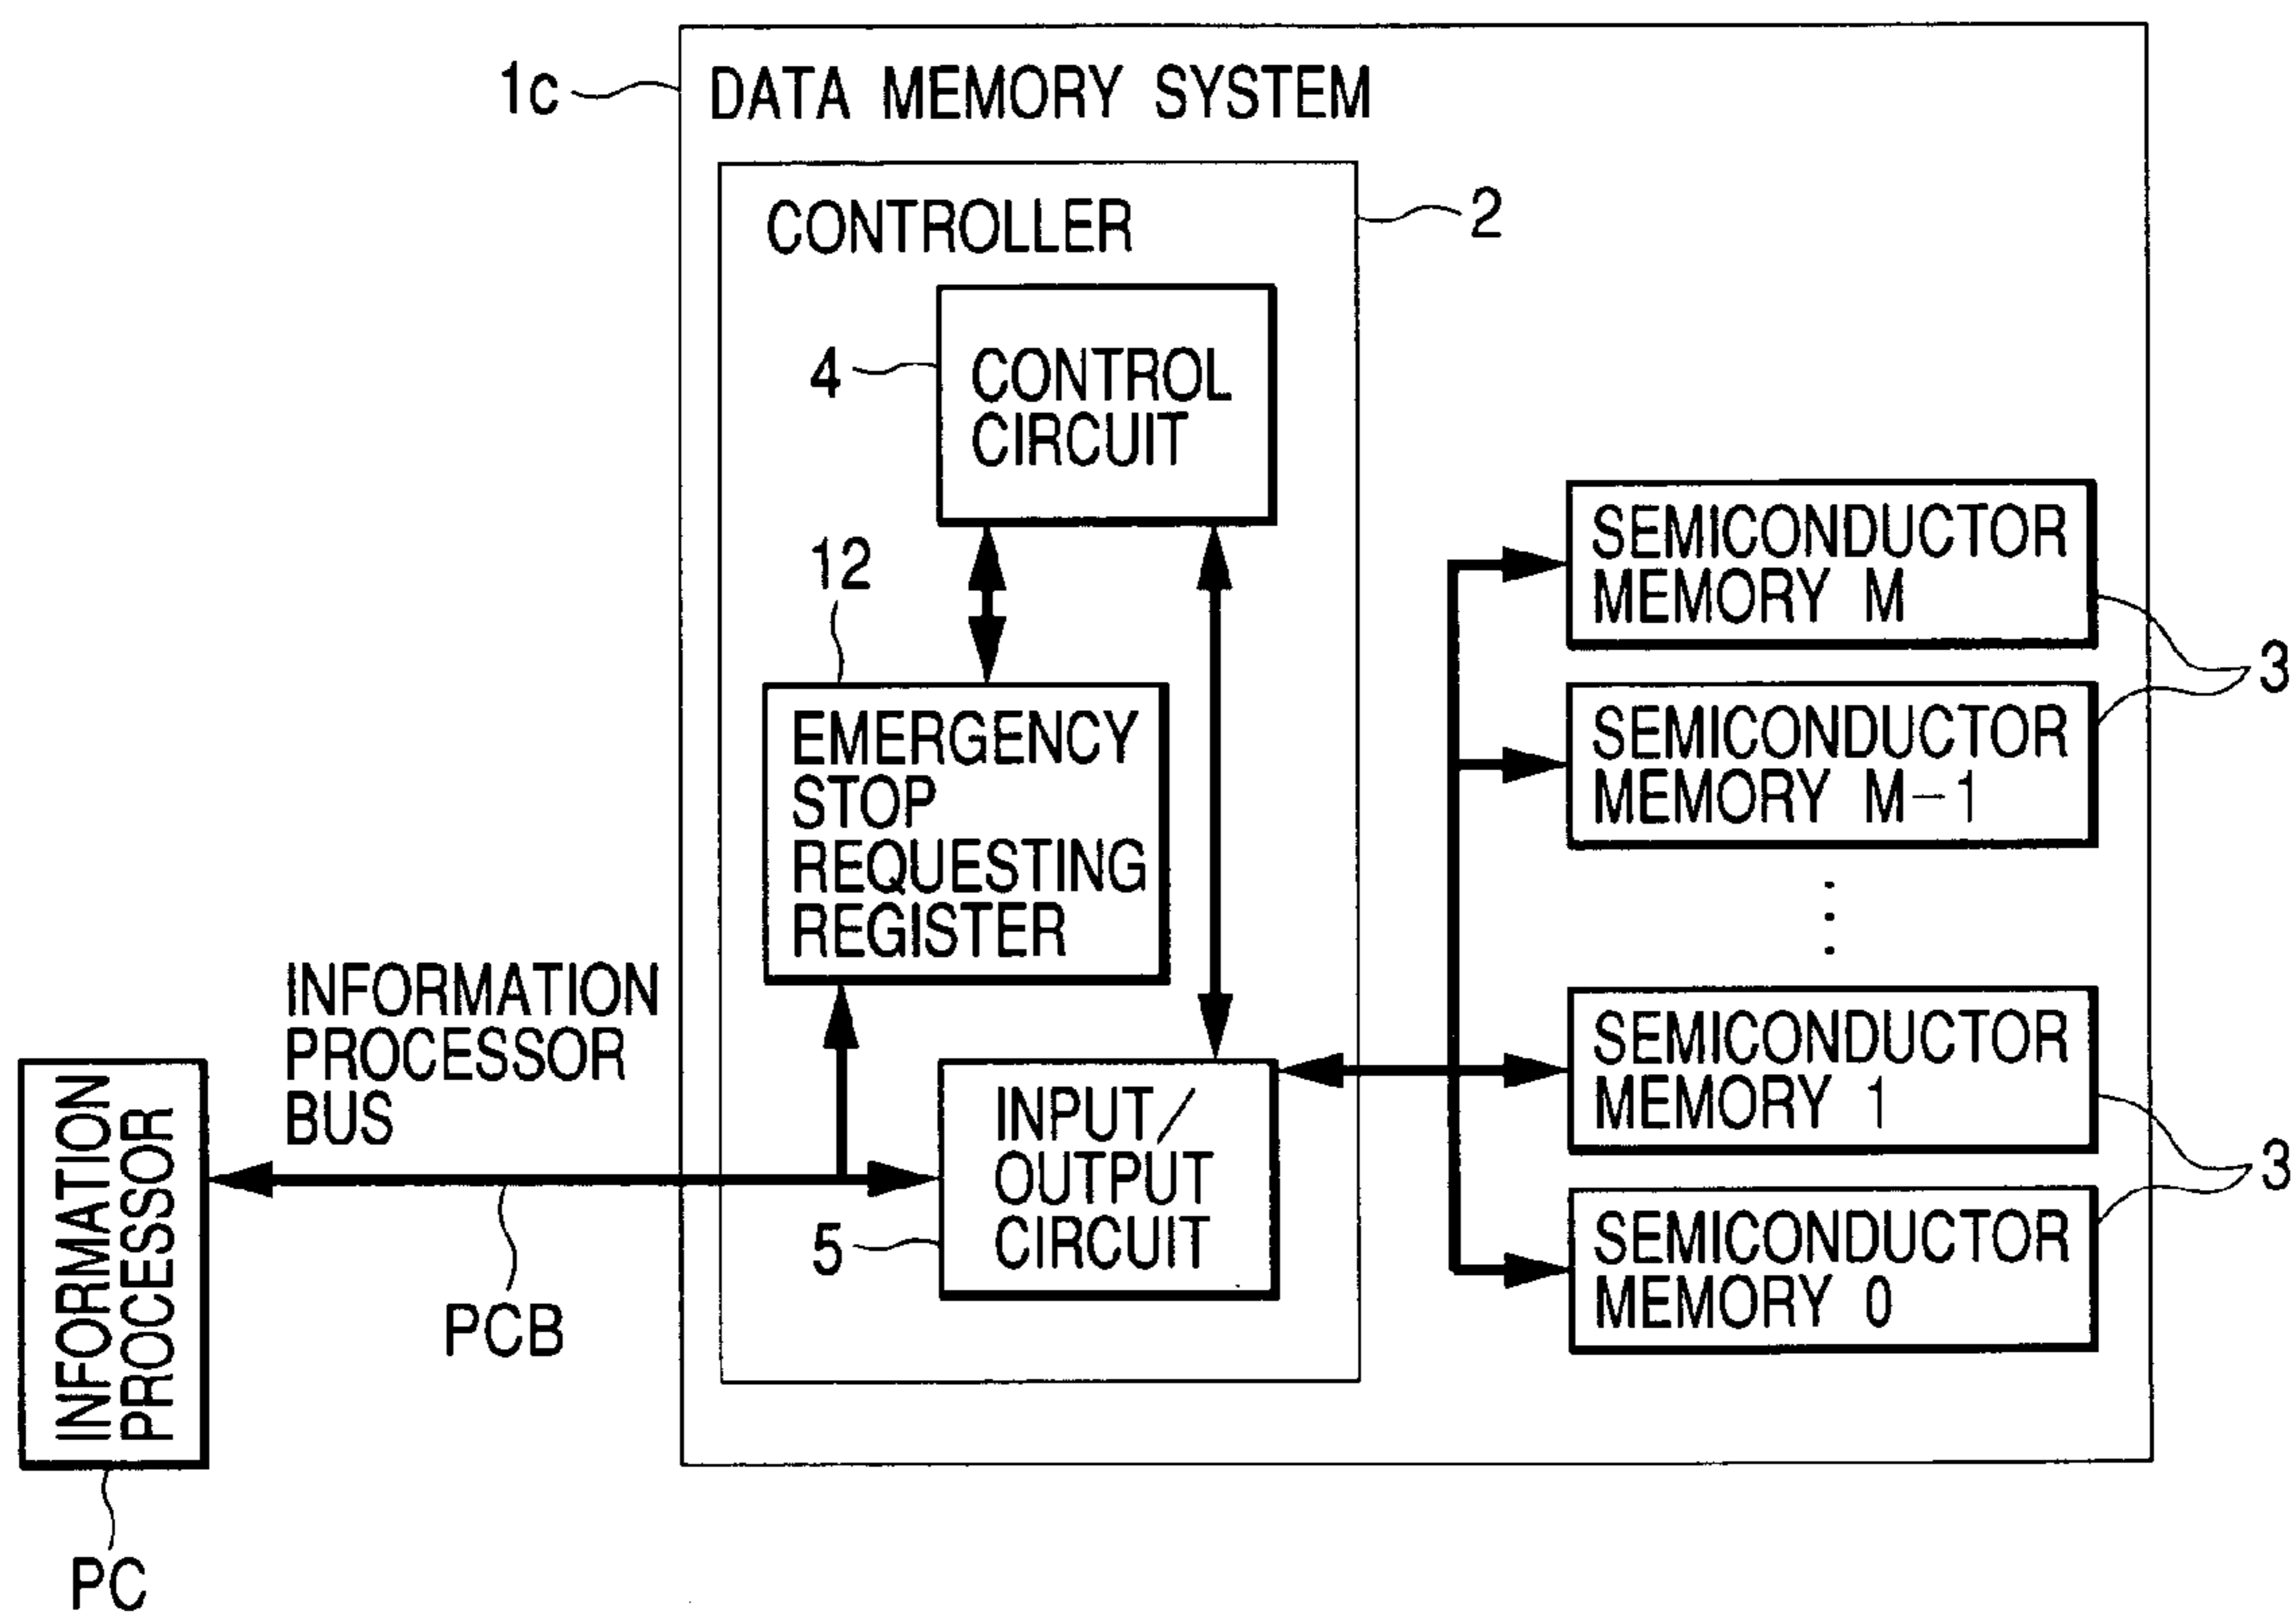 1c
DATA MEMORY SYSTEM
CONTROLLER
2
4
CONTROL
CIRCUIT
12
EMERGENCY
STOP
REQUESTING
REGISTER
INFORMATION
PROCESSOR
BUS
INFORMATION
PROCESSOR
PC
PCB
5
INPUT/
OUTPUT
CIRCUIT
SEMICONDUCTOR
MEMORY M
SEMICONDUCTOR
MEMORY M-1
3
SEMICONDUCTOR
MEMORY 1
SEMICONDUCTOR
MEMORY 0
3